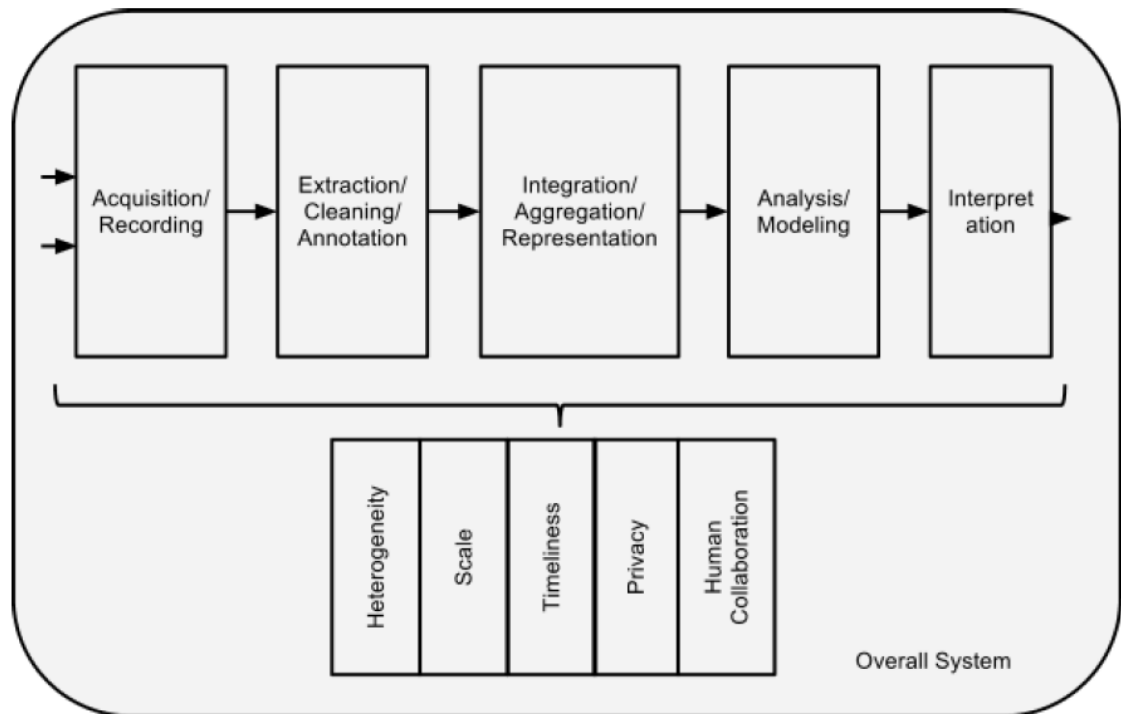 Acquisition/
Recording
Extraction/
Cleaning/
Annotation
Integration/
Aggregation/
Representation
Analysis/
Modeling
Interpret
ation
Heterogeneity
Scale
Timeliness
Privacy
Human
Collaboration
Overall System